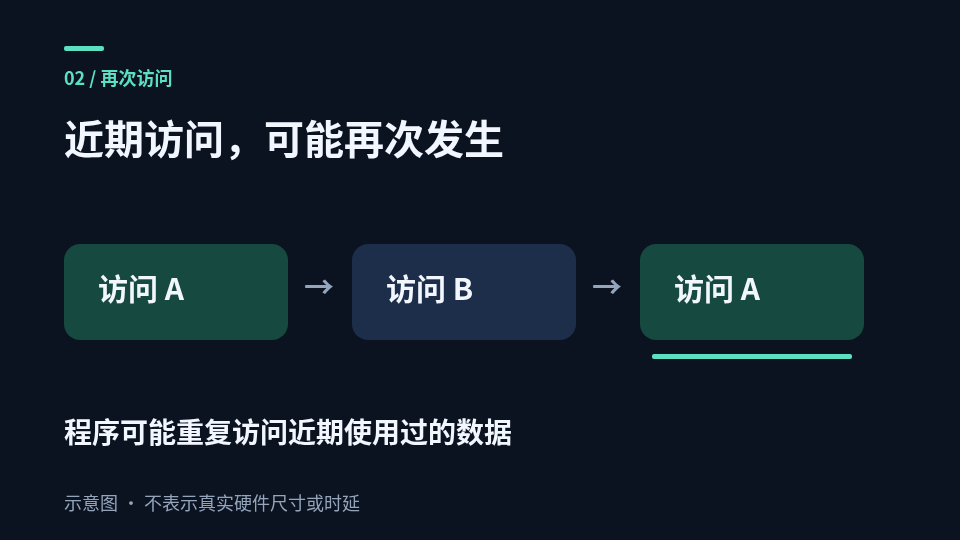 02 / 再次访问
近期访问，可能再次发生
访问 A → 访问 B → 访问 A
程序可能重复访问近期使用过的数据
示意图 · 不表示真实硬件尺寸或时延